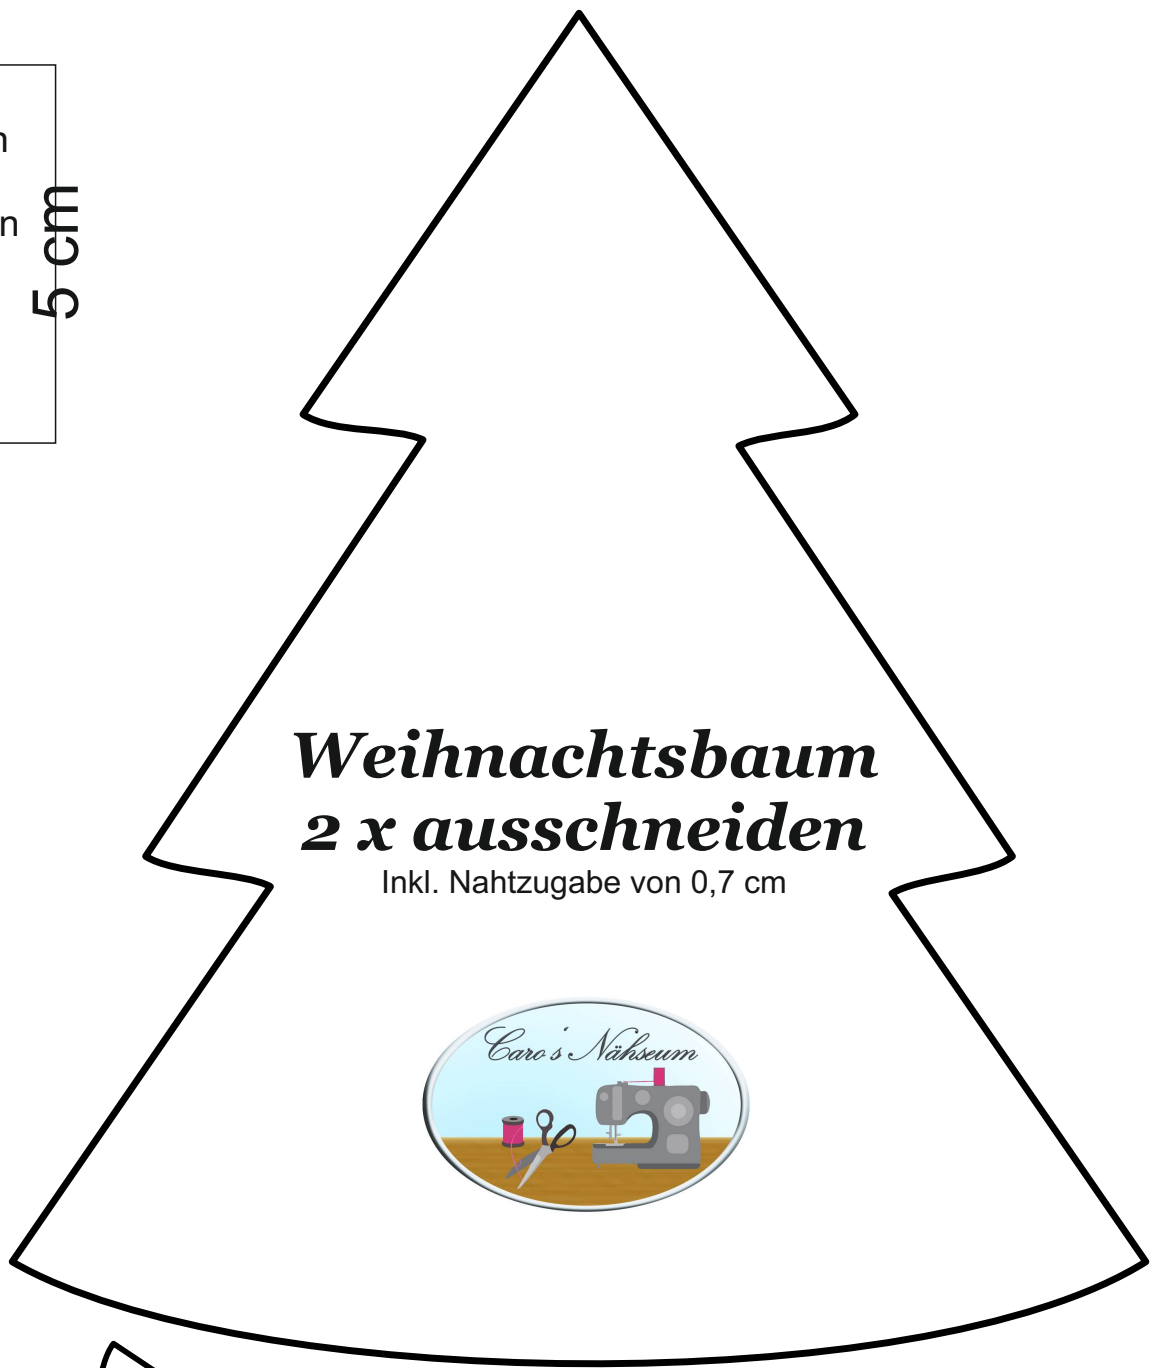 5 cm
Weihnachtsbaum
2 x ausschneiden
Inkl. Nahtzugabe von 0,7 cm
Caro's Nähseum